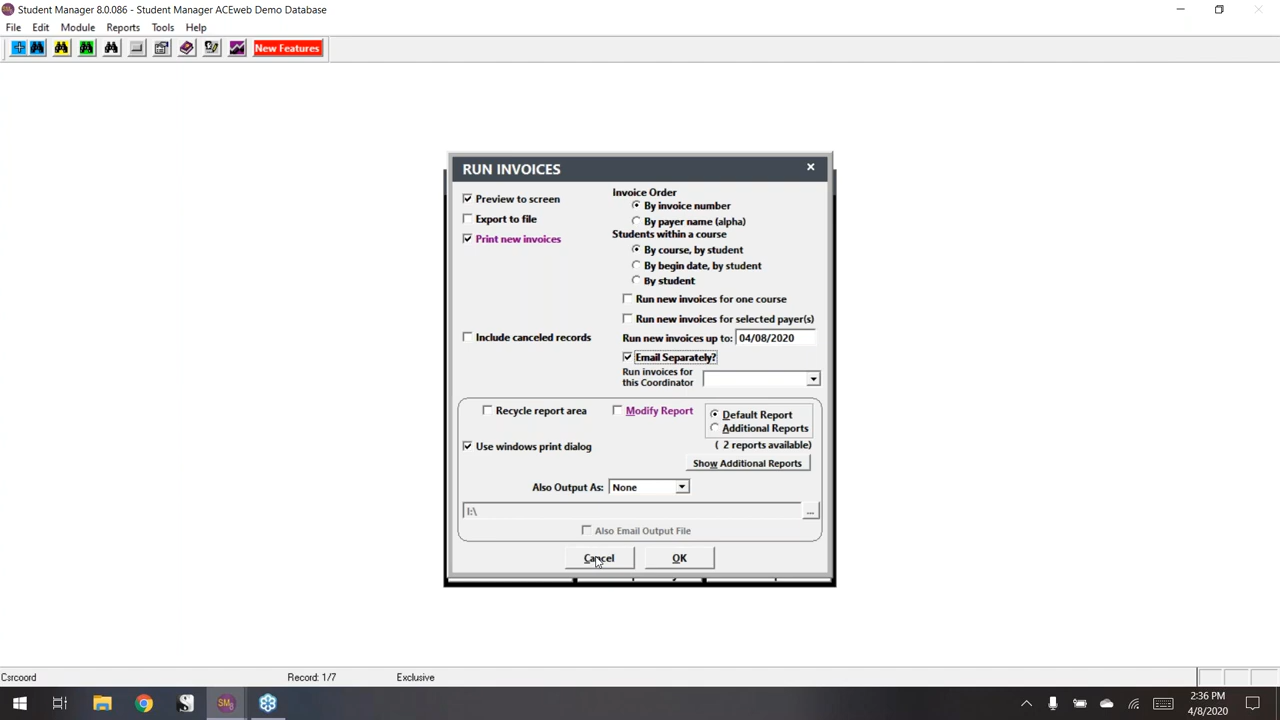 Student Manager 8.0.086 - Student Manager ACEweb Demo Database
File Edit Module Reports Tools Help
New Features
RUN INVOICES
Preview to screen
Export to file
Print new invoices
Include canceled records
Invoice Order
By invoice number
By payer name (alpha)
Students within a course
By course, by student
By begin date, by student
By student
Run new invoices for one course
Run new invoices for selected payer(s)
Run new invoices up to: 04/08/2020
Email Separately?
Run invoices for
this Coordinator
Recycle report area
Modify Report
Default Report
Additional Reports
( 2 reports available)
Use windows print dialog
Show Additional Reports
Also Output As: None
I:\
...
Also Email Output File
Cancel OK
Csrcoord Record: 1/7 Exclusive
2:36 PM
4/8/2020